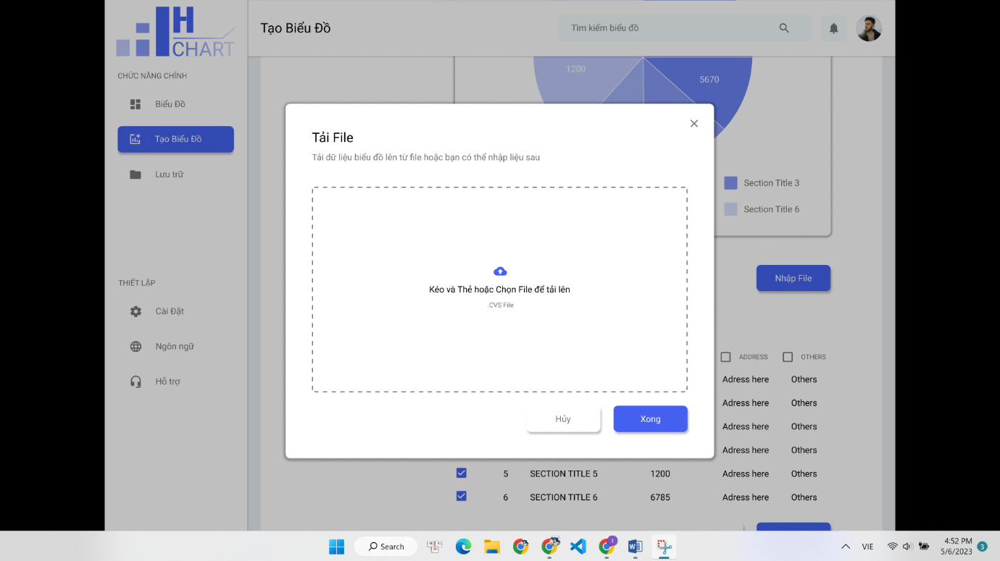 H
CHART
CHỨC NĂNG CHÍNH
Biểu Đồ
Tạo Biểu Đồ
Lưu trữ
THIẾT LẬP
Cài Đặt
Ngôn ngữ
Hỗ trợ
Tạo Biểu Đồ
Tìm kiếm biểu đồ
1200
5670
Section Title 3
Section Title 6
Nhập File
Tải File
Tải dữ liệu biểu đồ lên từ file hoặc bạn có thể nhập liệu sau
Kéo và Thẻ hoặc Chọn File để tải lên
.CVS File
Hủy
Xong
ADDRESS OTHERS
Adress here Others
Adress here Others
Adress here Others
Adress here Others
5 SECTION TITLE 5 1200 Adress here Others
6 SECTION TITLE 6 6785 Adress here Others
Search
1
VIE
4:52 PM
5/6/2023
3